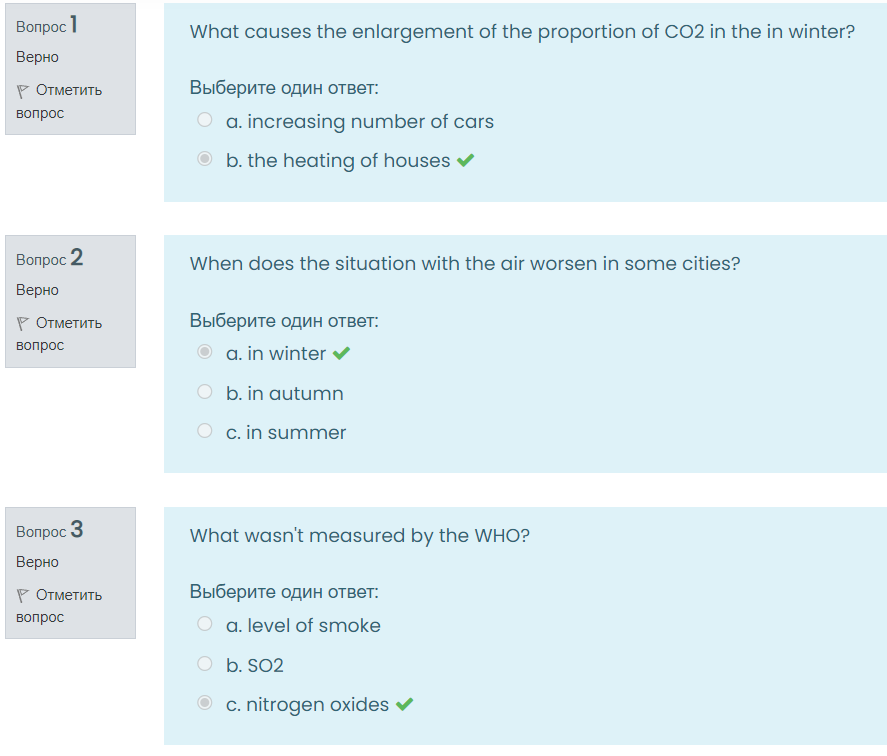 Вопрос 1
Верно
Отметить
вопрос
What causes the enlargement of the proportion of CO2 in the in winter?
Выберите один ответ:
a. increasing number of cars
b. the heating of houses
Вопрос 2
Верно
Отметить
вопрос
When does the situation with the air worsen in some cities?
Выберите один ответ:
a. in winter
b. in autumn
c. in summer
Вопрос 3
Верно
Отметить
вопрос
What wasn't measured by the WHO?
Выберите один ответ:
a. level of smoke
b. SO2
c. nitrogen oxides